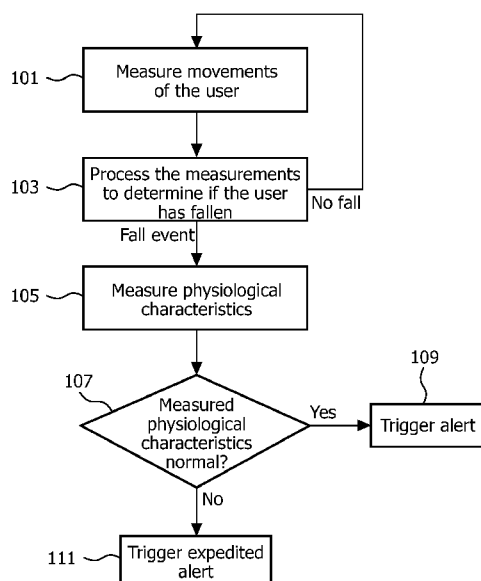 101
Measure movements
of the user
103
Process the measurements
to determine if the user
has fallen
No fall
Fall event
105
Measure physiological
characteristics
107
Measured
physiological
characteristics
normal?
Yes
109
Trigger alert
No
111
Trigger expedited
alert